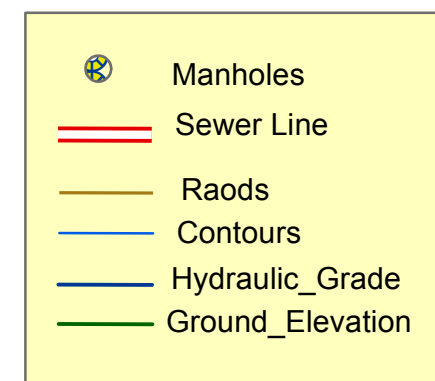 Manholes
Sewer Line
Raods
Contours
Hydraulic_Grade
Ground_Elevation